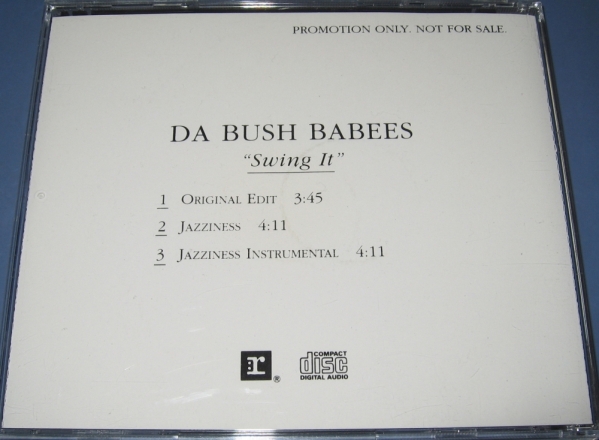 PROMOTION ONLY. NOT FOR SALE.
DA BUSH BABEES
"Swing It"
1 ORIGINAL EDIT 3:45
2 JAZZINESS 4:11
3 JAZZINESS INSTRUMENTAL 4:11
r ®
COMPACT
disc
DIGITAL AUDIO